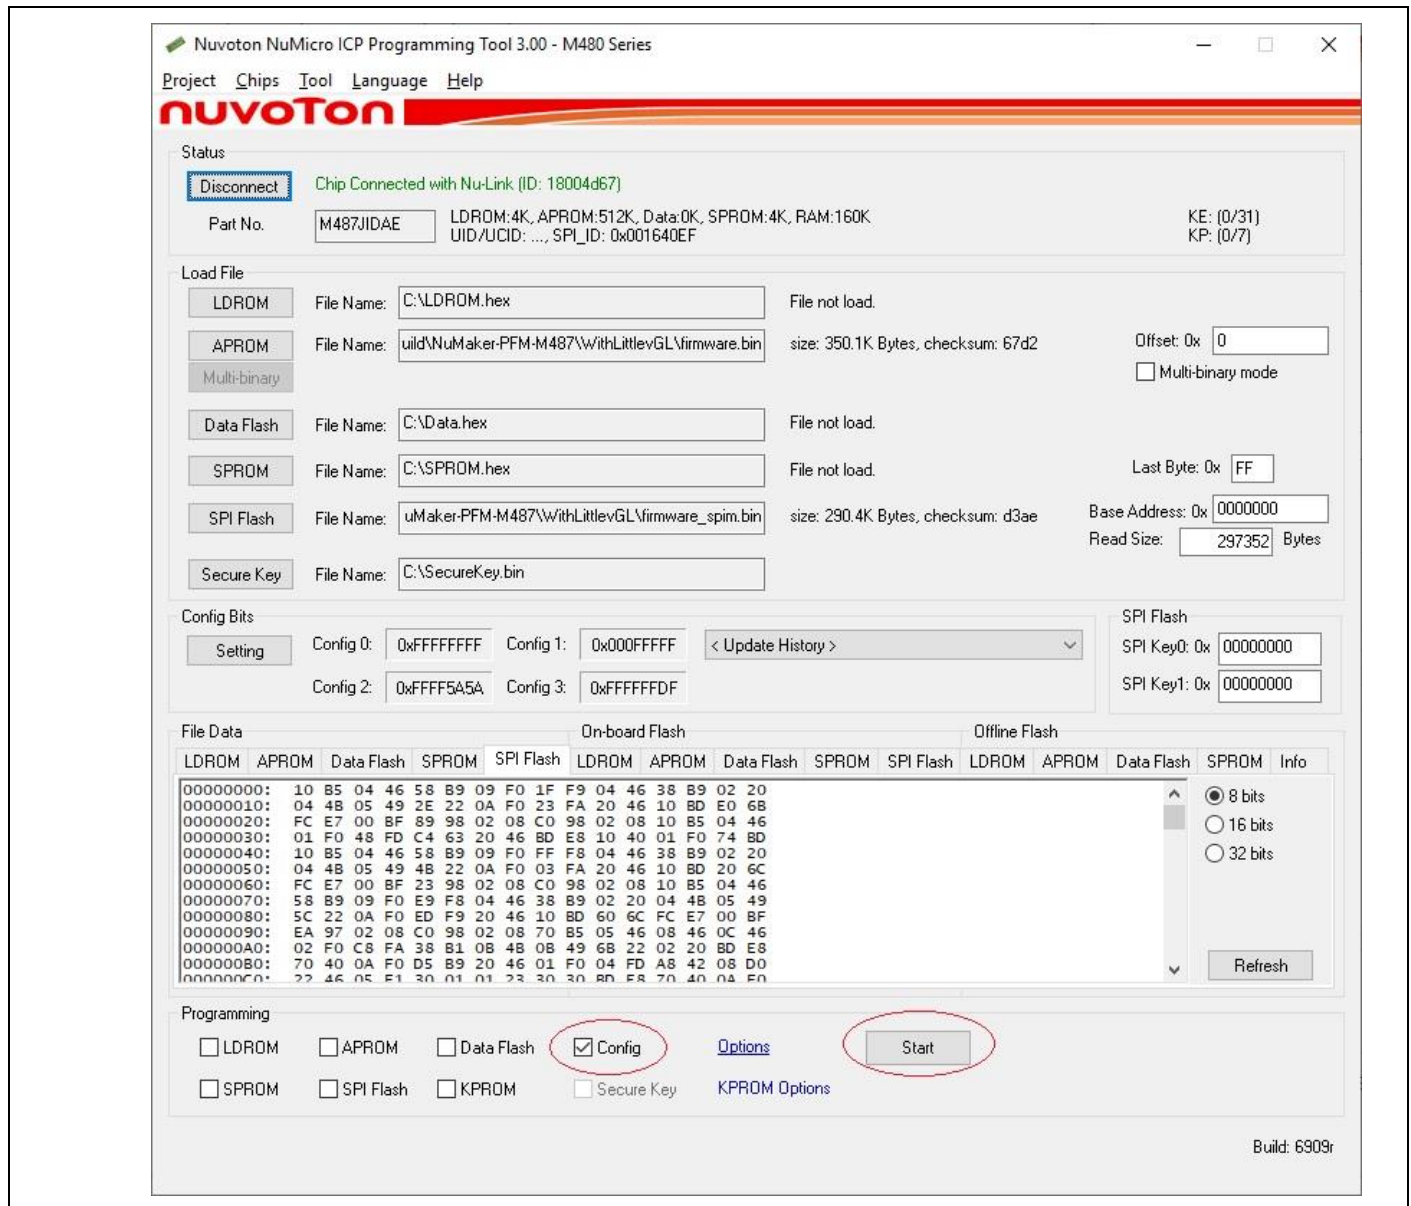 Nuvoton NuMicro ICP Programming Tool 3.00 - M480 Series
Project Chips Tool Language Help
nuvoTon
Status
Disconnect Chip Connected with Nu-Link (ID: 18004d67)
Part No. M487JIDAE LDROM:4K, APROM:512K, Data:0K, SPROM:4K, RAM:160K KE: (0/31)
UID/UCID: ..., SPI_ID: 0x001640EF KP: (0/7)
Load File
LDROM File Name: C:\LDROM.hex File not load.
APROM File Name: uild\NuMaker-PFM-M487\WithLittlevGL\firmware.bin size: 350.1K Bytes, checksum: 67d2 Offset: 0x 0
Multi-binary Multi-binary mode
Data Flash File Name: C:\Data.hex File not load.
SPROM File Name: C:\SPROM.hex File not load. Last Byte: 0x FF
SPI Flash File Name: uMaker-PFM-M487\WithLittlevGL\firmware_spim.bin size: 290.4K Bytes, checksum: d3ae Base Address: 0x 0000000
Read Size: 297352 Bytes
Secure Key File Name: C:\SecureKey.bin
Config Bits SPI Flash
Setting Config 0: 0xFFFFFFFF Config 1: 0x000FFFFF < Update History > SPI Key0: 0x 00000000
Config 2: 0xFFFF5A5A Config 3: 0xFFFFFFDF SPI Key1: 0x 00000000
File Data On-board Flash Offline Flash
LDROM APROM Data Flash SPROM SPI Flash LDROM APROM Data Flash SPROM SPI Flash LDROM APROM Data Flash SPROM Info
00000000: 10 B5 04 46 58 B9 09 F0 1F F9 04 46 38 B9 02 20 8 bits
00000010: 04 4B 05 49 2E 22 0A F0 23 FA 20 46 10 BD E0 6B
00000020: FC E7 00 BF 89 98 02 08 C0 98 02 08 10 B5 04 46 16 bits
00000030: 01 F0 48 FD C4 63 20 46 BD E8 10 40 01 F0 74 BD
00000040: 10 B5 04 46 58 B9 09 F0 FF F8 04 46 38 B9 02 20 32 bits
00000050: 04 4B 05 49 4B 22 0A F0 03 FA 20 46 10 BD 20 6C
00000060: FC E7 00 BF 23 98 02 08 C0 98 02 08 10 B5 04 46
00000070: 58 B9 09 F0 E9 F8 04 46 38 B9 02 20 04 4B 05 49
00000080: 5C 22 0A F0 ED F9 20 46 10 BD 60 6C FC E7 00 BF
00000090: EA 97 02 08 C0 98 02 08 70 B5 05 46 08 46 0C 46
000000A0: 02 F0 C8 FA 38 B1 0B 4B 0B 49 6B 22 02 20 BD E8
000000B0: 70 40 0A F0 D5 B9 20 46 01 F0 04 FD A8 42 08 D0 Refresh
000000C0: 22 46 05 F1 30 01 01 23 30 30 BD E8 70 40 0A F0
Programming
LDROM APROM Data Flash Config Options Start
SPROM SPI Flash KPROM Secure Key KPROM Options
Build: 6909r